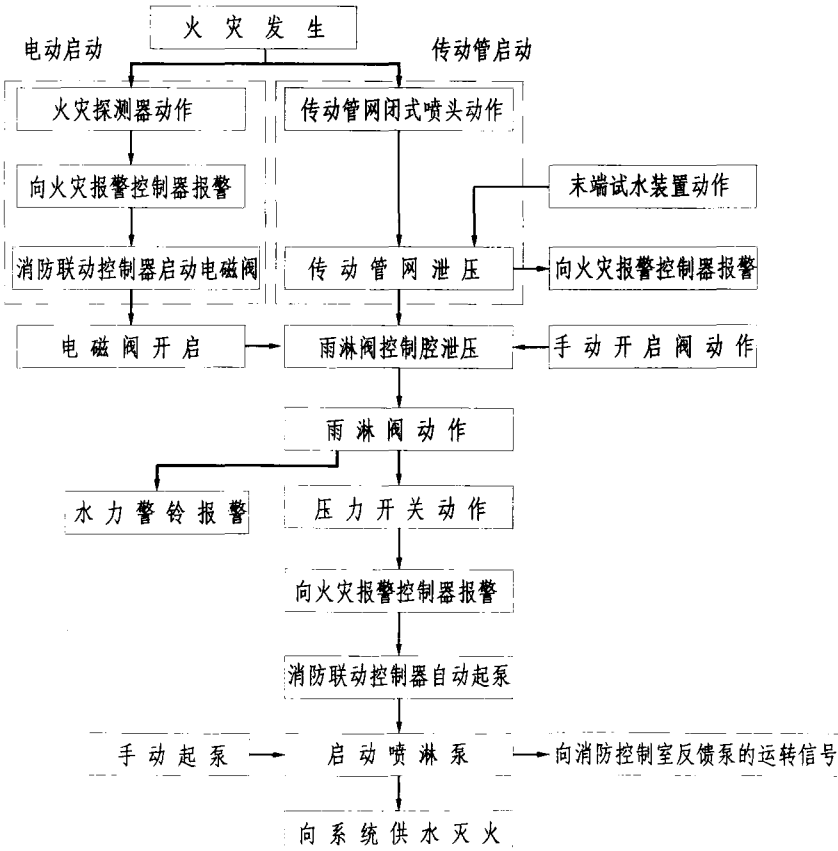 火灾发生
电动启动
传动管启动
火灾探测器动作
传动管网闭式喷头动作
向火灾报警控制器报警
末端试水装置动作
消防联动控制器启动电磁阀
传动管网泄压
向火灾报警控制器报警
电磁阀开启
雨淋阀控制腔泄压
手动开启阀动作
雨淋阀动作
水力警铃报警
压力开关动作
向火灾报警控制器报警
消防联动控制器自动起泵
手动起泵
启动喷淋泵
向消防控制室反馈泵的运转信号
向系统供水灭火